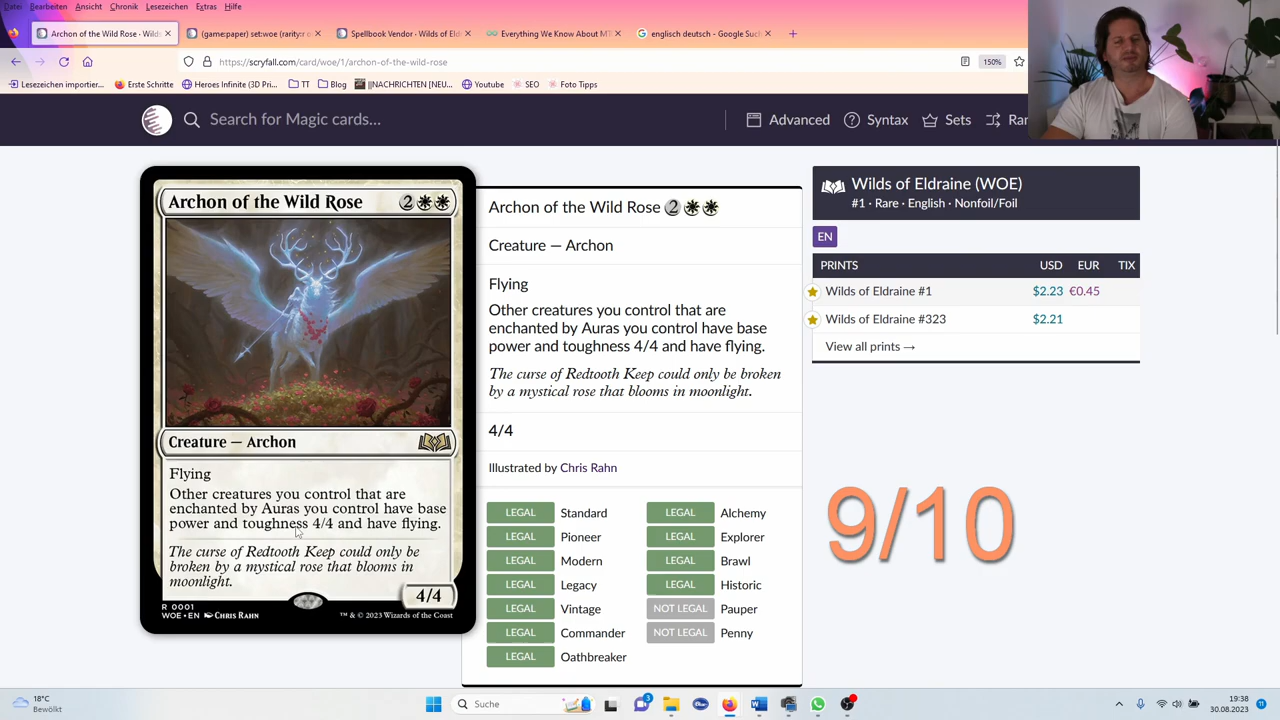 Datei Bearbeiten Ansicht Chronik Lesezeichen Extras Hilfe
Archon of the Wild Rose · Wilds
(game:paper) set:woe (rarity:r o
Spellbook Vendor · Wilds of Eld
Everything We Know About MT
englisch deutsch - Google Such
https://scryfall.com/card/woe/1/archon-of-the-wild-rose
150%
Lesezeichen importier...
Erste Schritte
Heroes Infinite (3D Pri...
TT
Blog
||NACHRICHTEN [NEU...
Youtube
SEO
Foto Tipps
Search for Magic cards...
Advanced
Syntax
Sets
Ran
Archon of the Wild Rose 2
Creature — Archon
Flying
Other creatures you control that are
enchanted by Auras you control have base
power and toughness 4/4 and have flying.
The curse of Redtooth Keep could only be
broken by a mystical rose that blooms in
moonlight.
4/4
R 0001
WOE • EN Chris Rahn
™ & © 2023 Wizards of the Coast
Archon of the Wild Rose 2
Creature — Archon
Flying
Other creatures you control that are
enchanted by Auras you control have base
power and toughness 4/4 and have flying.
The curse of Redtooth Keep could only be broken
by a mystical rose that blooms in moonlight.
4/4
Illustrated by Chris Rahn
LEGAL Standard LEGAL Alchemy
LEGAL Pioneer LEGAL Explorer
LEGAL Modern LEGAL Brawl
LEGAL Legacy LEGAL Historic
LEGAL Vintage NOT LEGAL Pauper
LEGAL Commander NOT LEGAL Penny
LEGAL Oathbreaker
Wilds of Eldraine (WOE)
#1 · Rare · English · Nonfoil/Foil
EN
PRINTS USD EUR TIX
Wilds of Eldraine #1 $2.23 €0.45
Wilds of Eldraine #323 $2.21
View all prints →
9/10
18°C
Bewölkt
Suche
3
19:38
30.08.2023